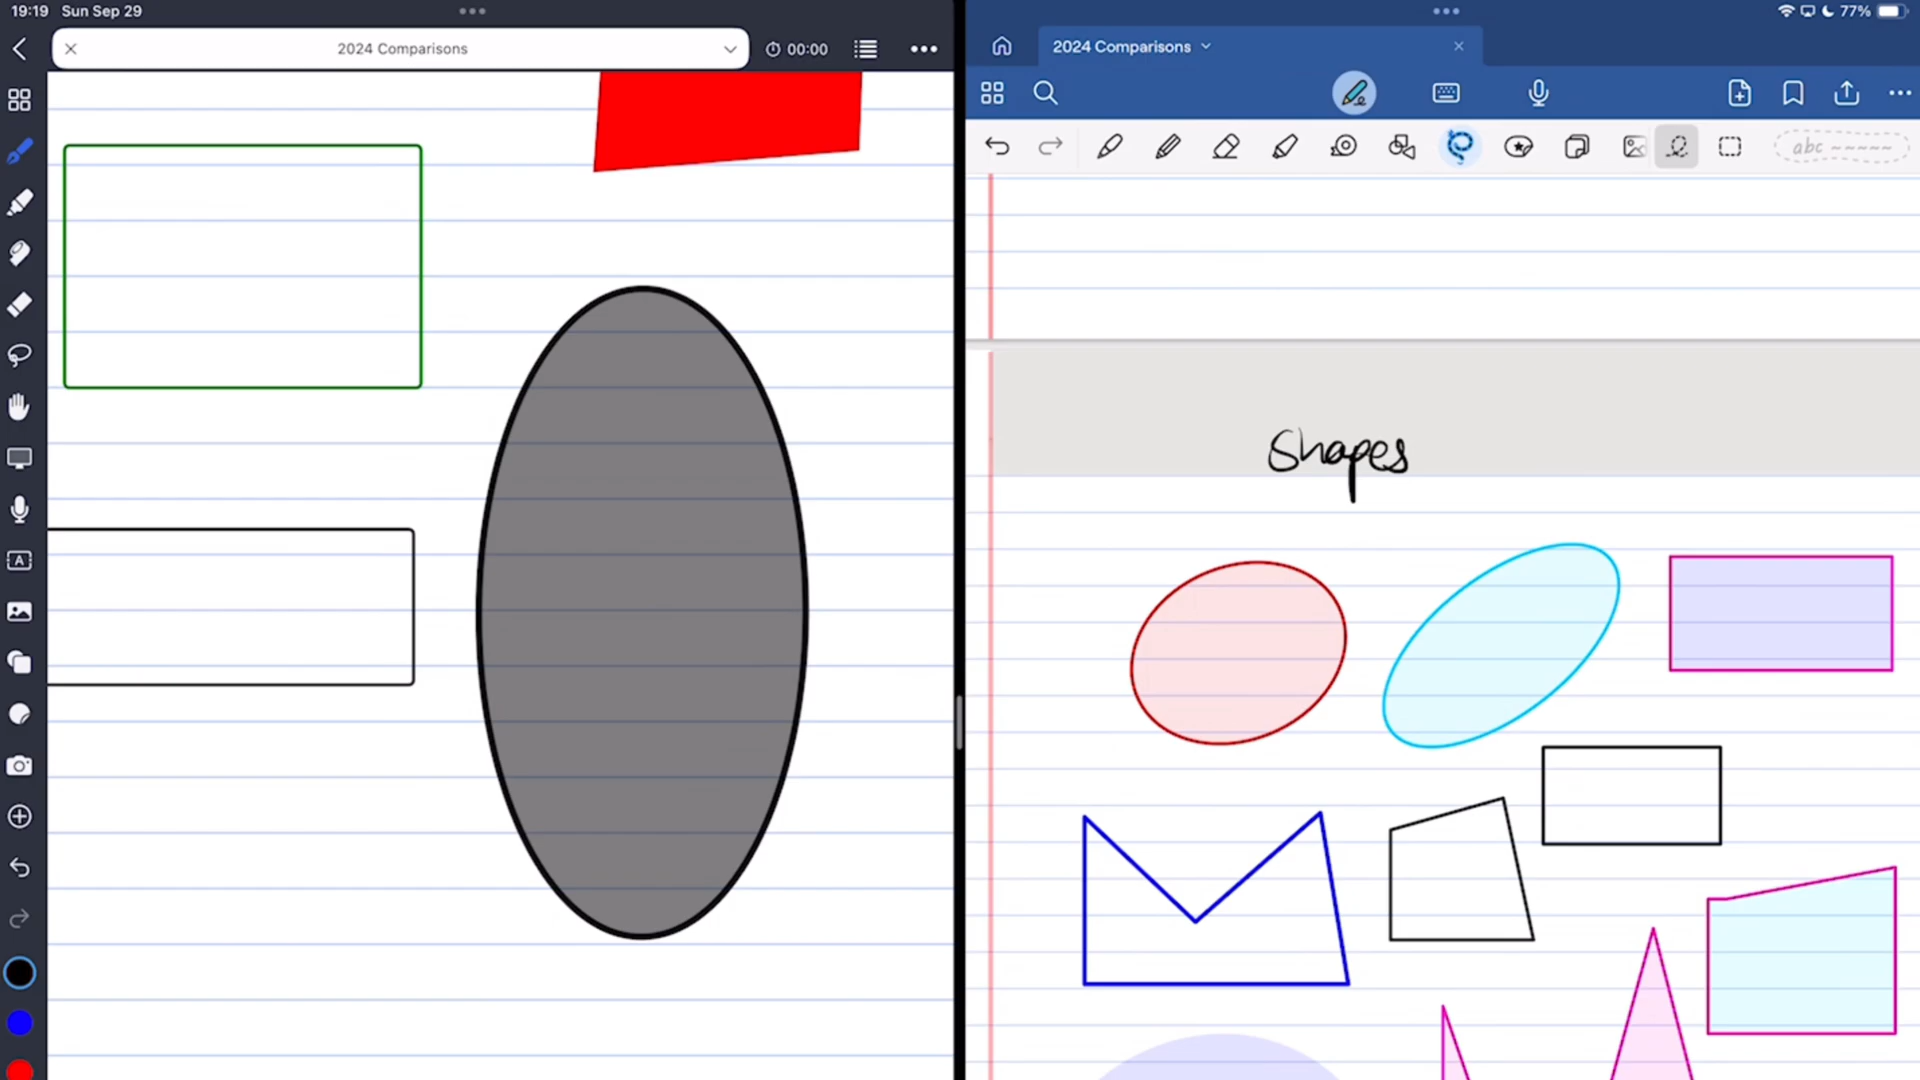 19:19 Sun Sep 29
77%
2024 Comparisons
00:00
2024 Comparisons
abc
A
Shapes